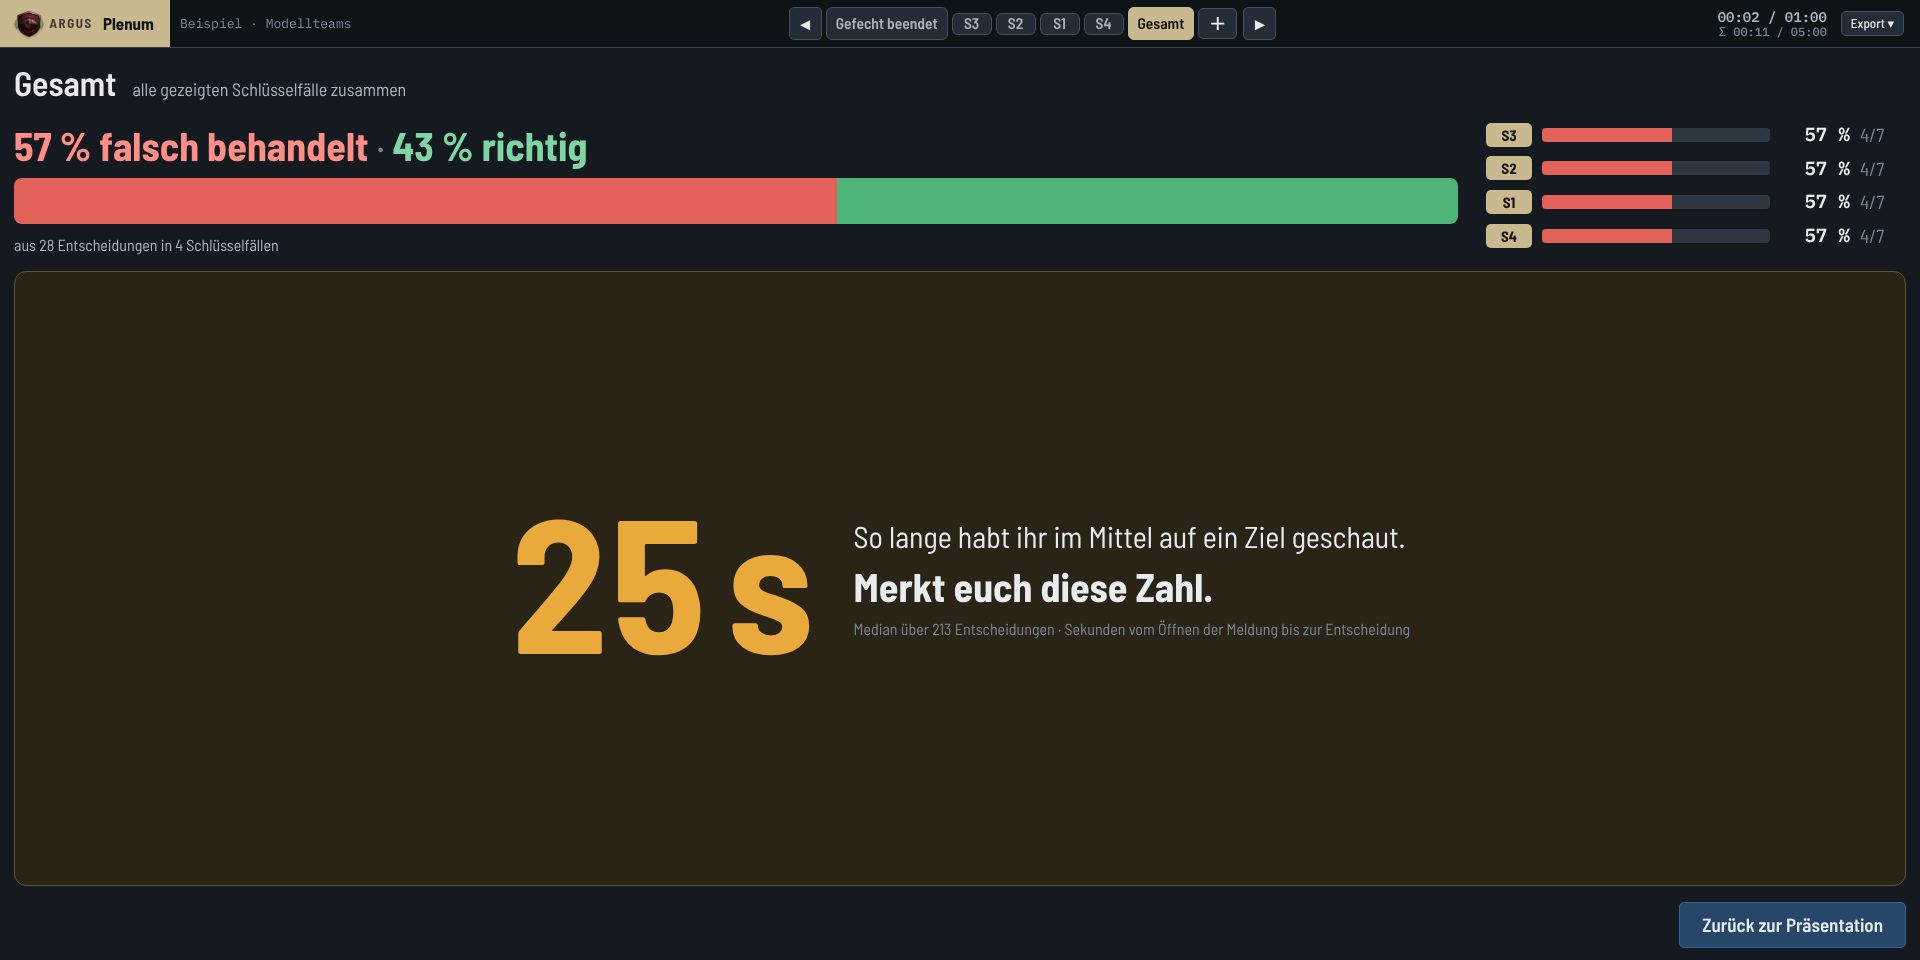 ARGUS Plenum Beispiel · Modellteams ◀ Gefecht beendet S3 S2 S1 S4 Gesamt + ▶ 00:02 / 01:00 Export ▾
Σ 00:11 / 05:00
Gesamt alle gezeigten Schlüsselfälle zusammen
57 % falsch behandelt · 43 % richtig
aus 28 Entscheidungen in 4 Schlüsselfällen
S3 57 % 4/7
S2 57 % 4/7
S1 57 % 4/7
S4 57 % 4/7
25 s
So lange habt ihr im Mittel auf ein Ziel geschaut.
Merkt euch diese Zahl.
Median über 213 Entscheidungen · Sekunden vom Öffnen der Meldung bis zur Entscheidung
Zurück zur Präsentation